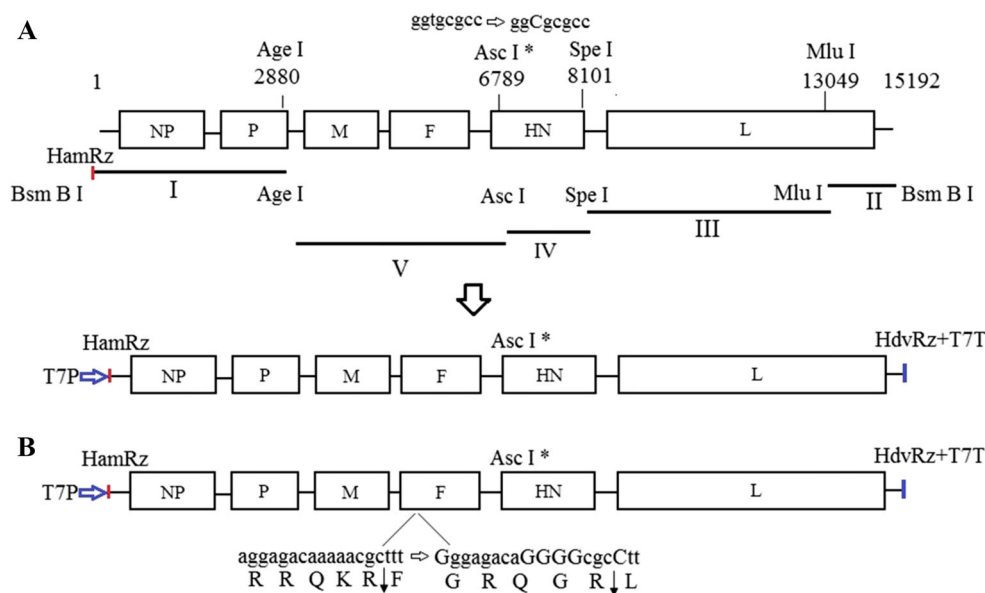 A
ggtgcgcc ⇨ ggCgcgcc
Age I Asc I * Spe I Mlu I
1 2880 6789 8101 13049 15192
NP P M F HN L
HamRz
Bsm B I I Age I Asc I Spe I Mlu I II Bsm B I
V IV III
HamRz Asc I * HdvRz+T7T
T7P NP P M F HN L
B
HamRz Asc I * HdvRz+T7T
T7P NP P M F HN L
aggagacaaaaacgcttt ⇨ GggagacaGGGGcgcCtt
R R Q K R↓F G R Q G R↓L